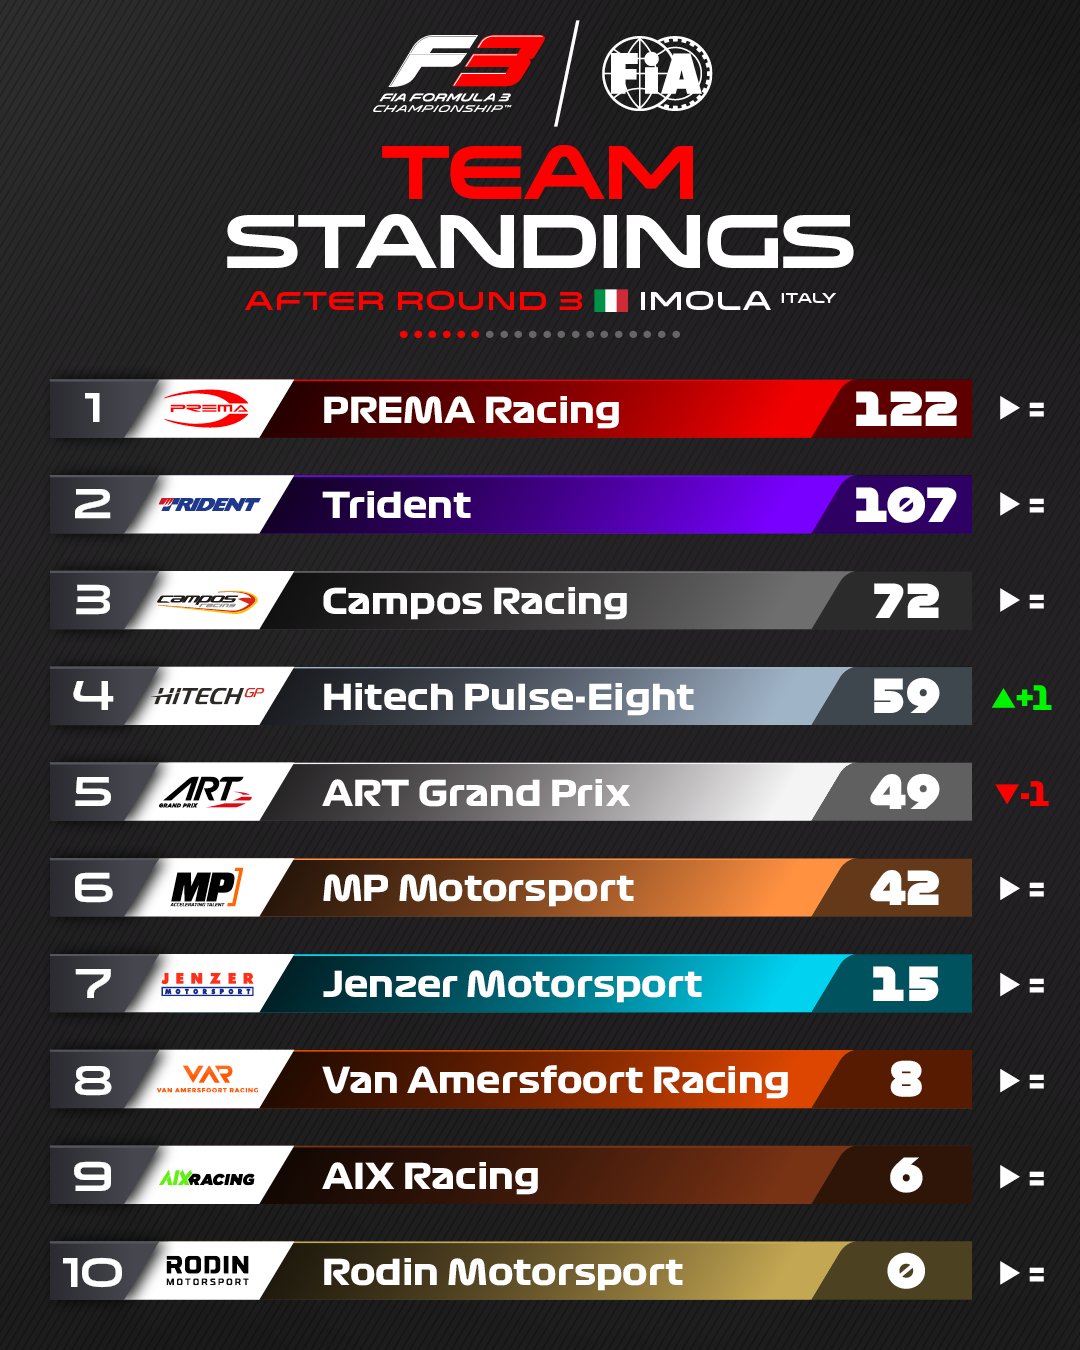 F3
FIA FORMULA 3
CHAMPIONSHIP™
FiA
TEAM
STANDINGS
AFTER ROUND 3 IMOLA ITALY
1 PREMA PREMA Racing 122 =
2 TRIDENT Trident 107 =
3 campos racing Campos Racing 72 =
4 HITECH GP Hitech Pulse-Eight 59 +1
5 ART GRAND PRIX ART Grand Prix 49 -1
6 MP ACCELERATING TALENT MP Motorsport 42 =
7 JENZER MOTORSPORT Jenzer Motorsport 15 =
8 VAR VAN AMERSFOORT RACING Van Amersfoort Racing 8 =
9 AIXRACING AIX Racing 6 =
10 RODIN MOTORSPORT Rodin Motorsport 0 =